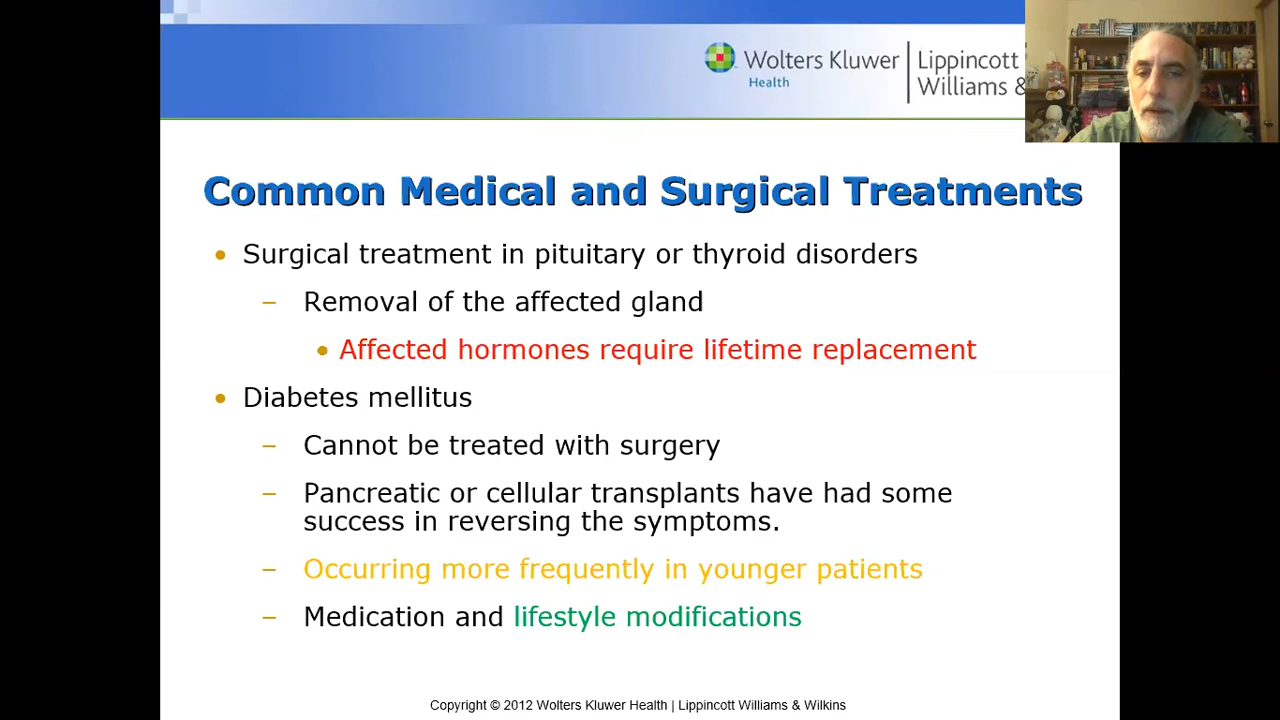 Wolters Kluwer
Health
Lippincott
Williams &
Common Medical and Surgical Treatments
• Surgical treatment in pituitary or thyroid disorders
– Removal of the affected gland
• Affected hormones require lifetime replacement
• Diabetes mellitus
– Cannot be treated with surgery
– Pancreatic or cellular transplants have had some
success in reversing the symptoms.
– Occurring more frequently in younger patients
– Medication and lifestyle modifications
Copyright © 2012 Wolters Kluwer Health | Lippincott Williams & Wilkins